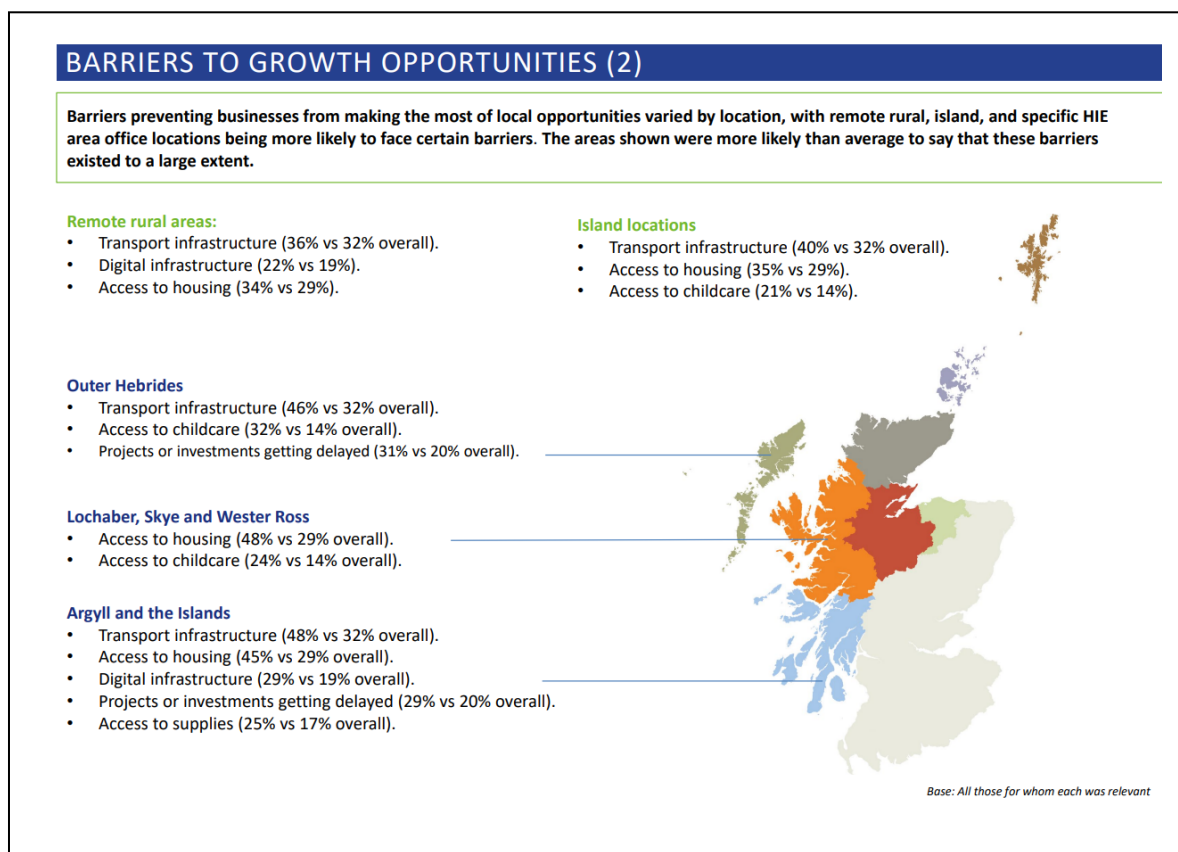 BARRIERS TO GROWTH OPPORTUNITIES (2)
Barriers preventing businesses from making the most of local opportunities varied by location, with remote rural, island, and specific HIE
area office locations being more likely to face certain barriers. The areas shown were more likely than average to say that these barriers
existed to a large extent.
Remote rural areas:
• Transport infrastructure (36% vs 32% overall).
• Digital infrastructure (22% vs 19%).
• Access to housing (34% vs 29%).
Island locations
• Transport infrastructure (40% vs 32% overall).
• Access to housing (35% vs 29%).
• Access to childcare (21% vs 14%).
Outer Hebrides
• Transport infrastructure (46% vs 32% overall).
• Access to childcare (32% vs 14% overall).
• Projects or investments getting delayed (31% vs 20% overall).
Lochaber, Skye and Wester Ross
• Access to housing (48% vs 29% overall).
• Access to childcare (24% vs 14% overall).
Argyll and the Islands
• Transport infrastructure (48% vs 32% overall).
• Access to housing (45% vs 29% overall).
• Digital infrastructure (29% vs 19% overall).
• Projects or investments getting delayed (29% vs 20% overall).
• Access to supplies (25% vs 17% overall).
Base: All those for whom each was relevant